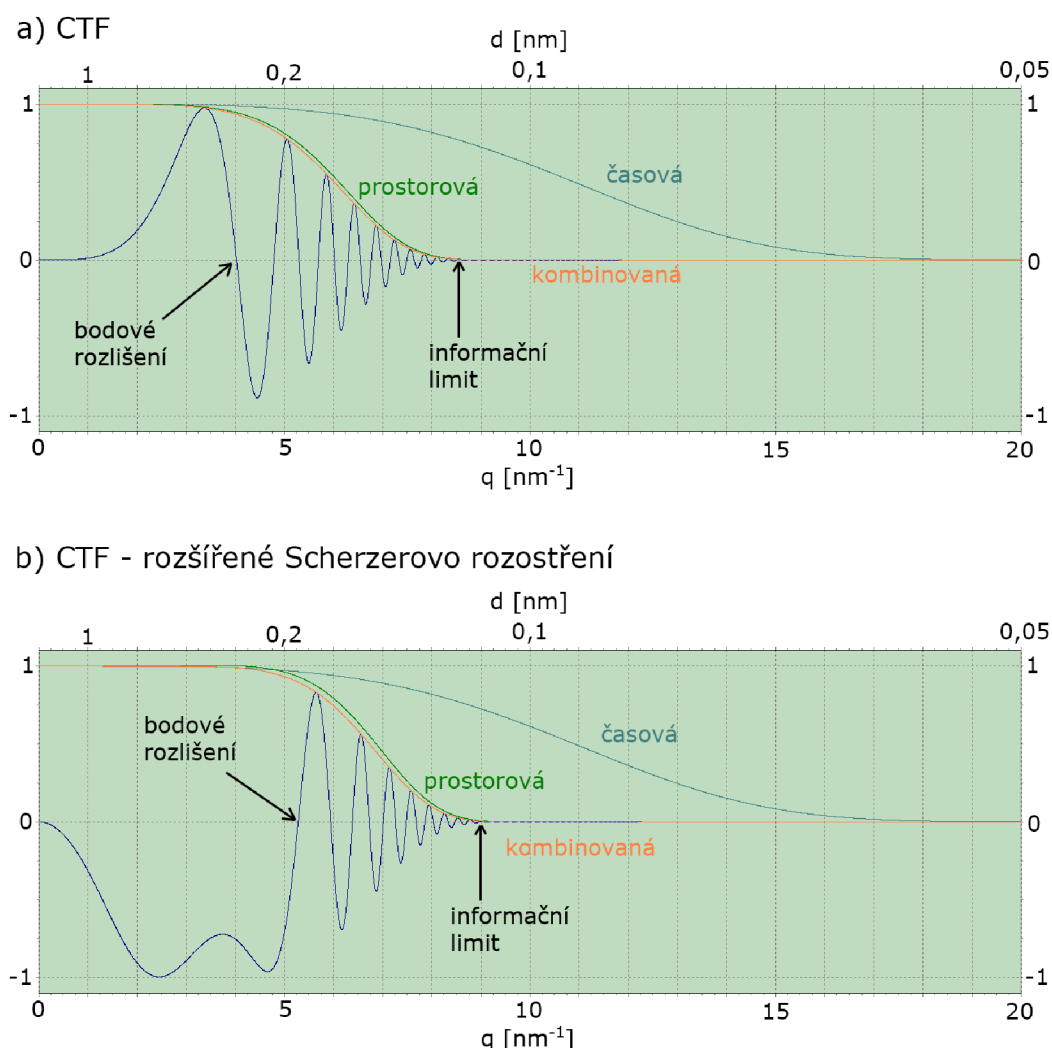 a) CTF
d [nm]
1 0,2 0,1 0,05
1 1
prostorová
časová
0 0
kombinovaná
bodové
rozlišení
informační
limit
-1 -1
0 5 10 15 20
q [nm-1]
b) CTF - rozšířené Scherzerovo rozostření
d [nm]
1 0,2 0,1 0,05
1 1
bodové
rozlišení
časová
prostorová
0 0
kombinovaná
informační
limit
-1 -1
0 5 10 15 20
q [nm-1]